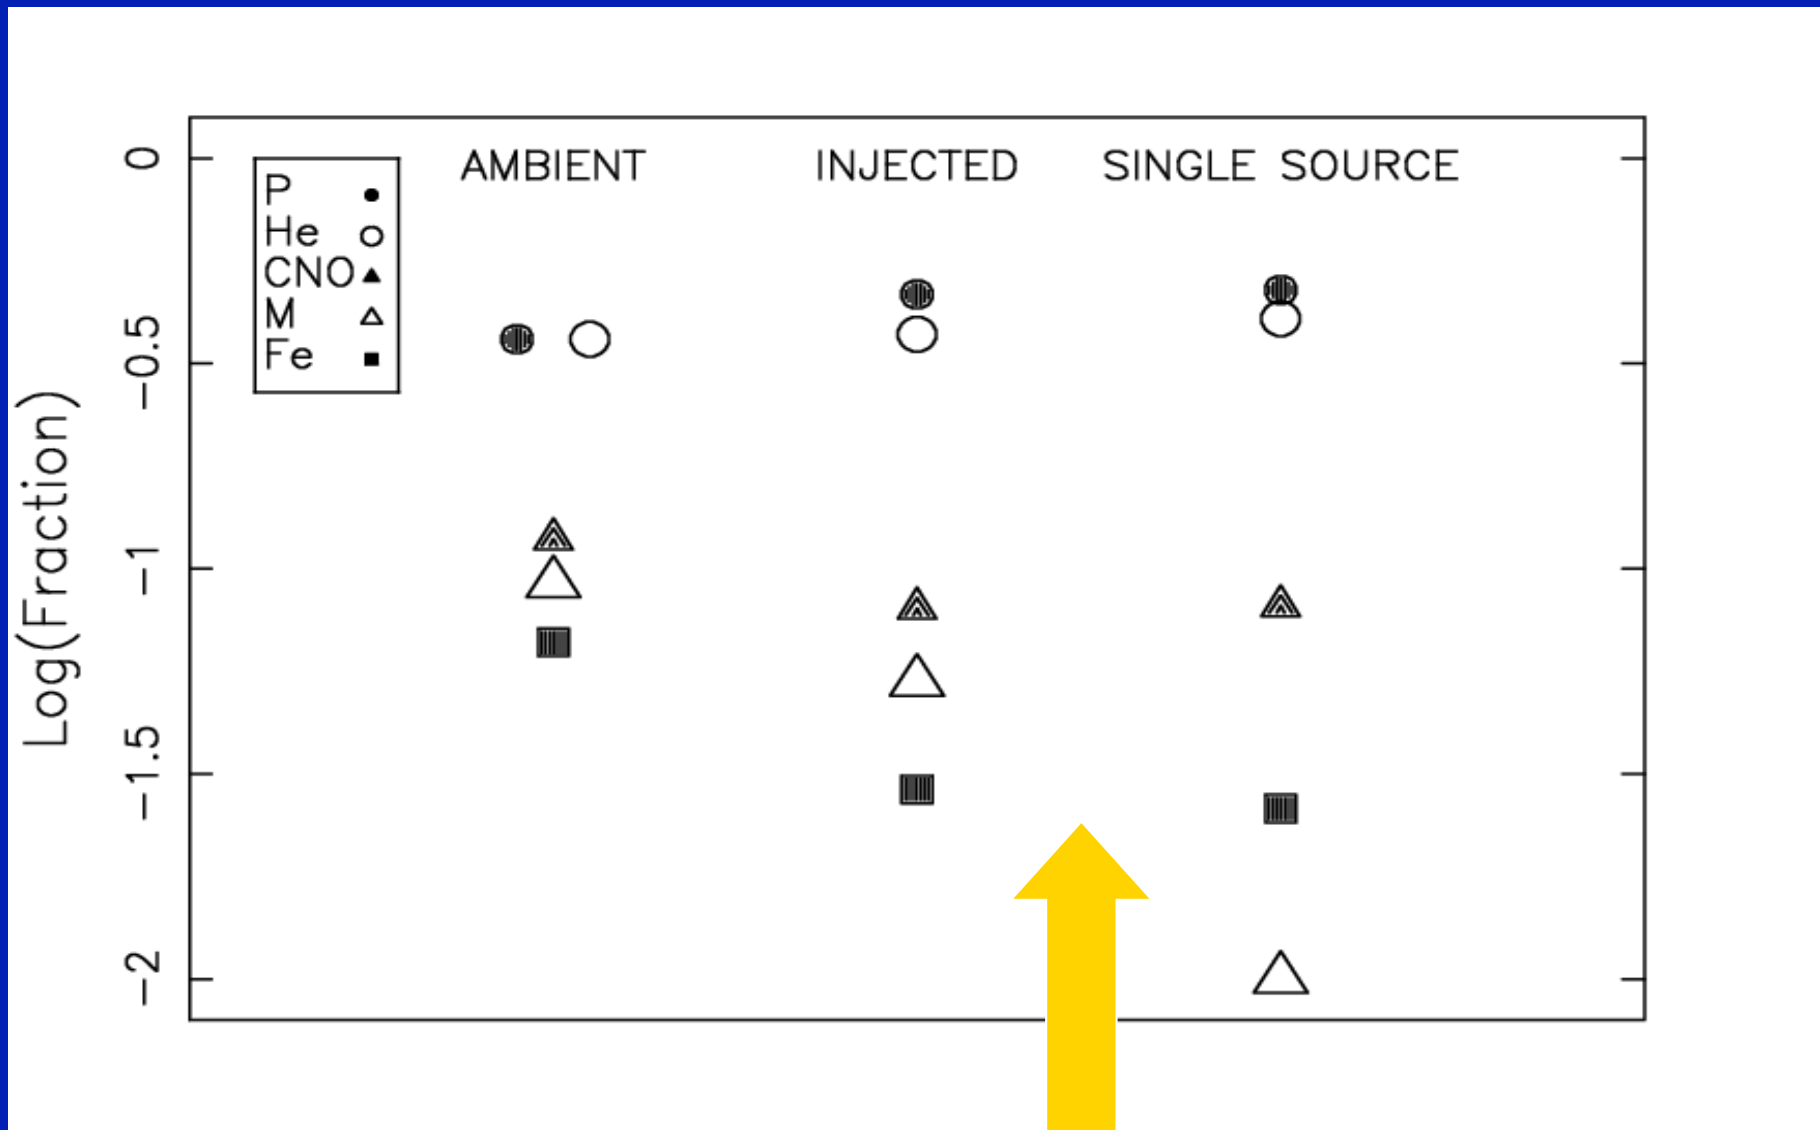 AMBIENT INJECTED SINGLE SOURCE
P
He
CNO
M
Fe
0
-0.5
-1
-1.5
-2
Log(Fraction)